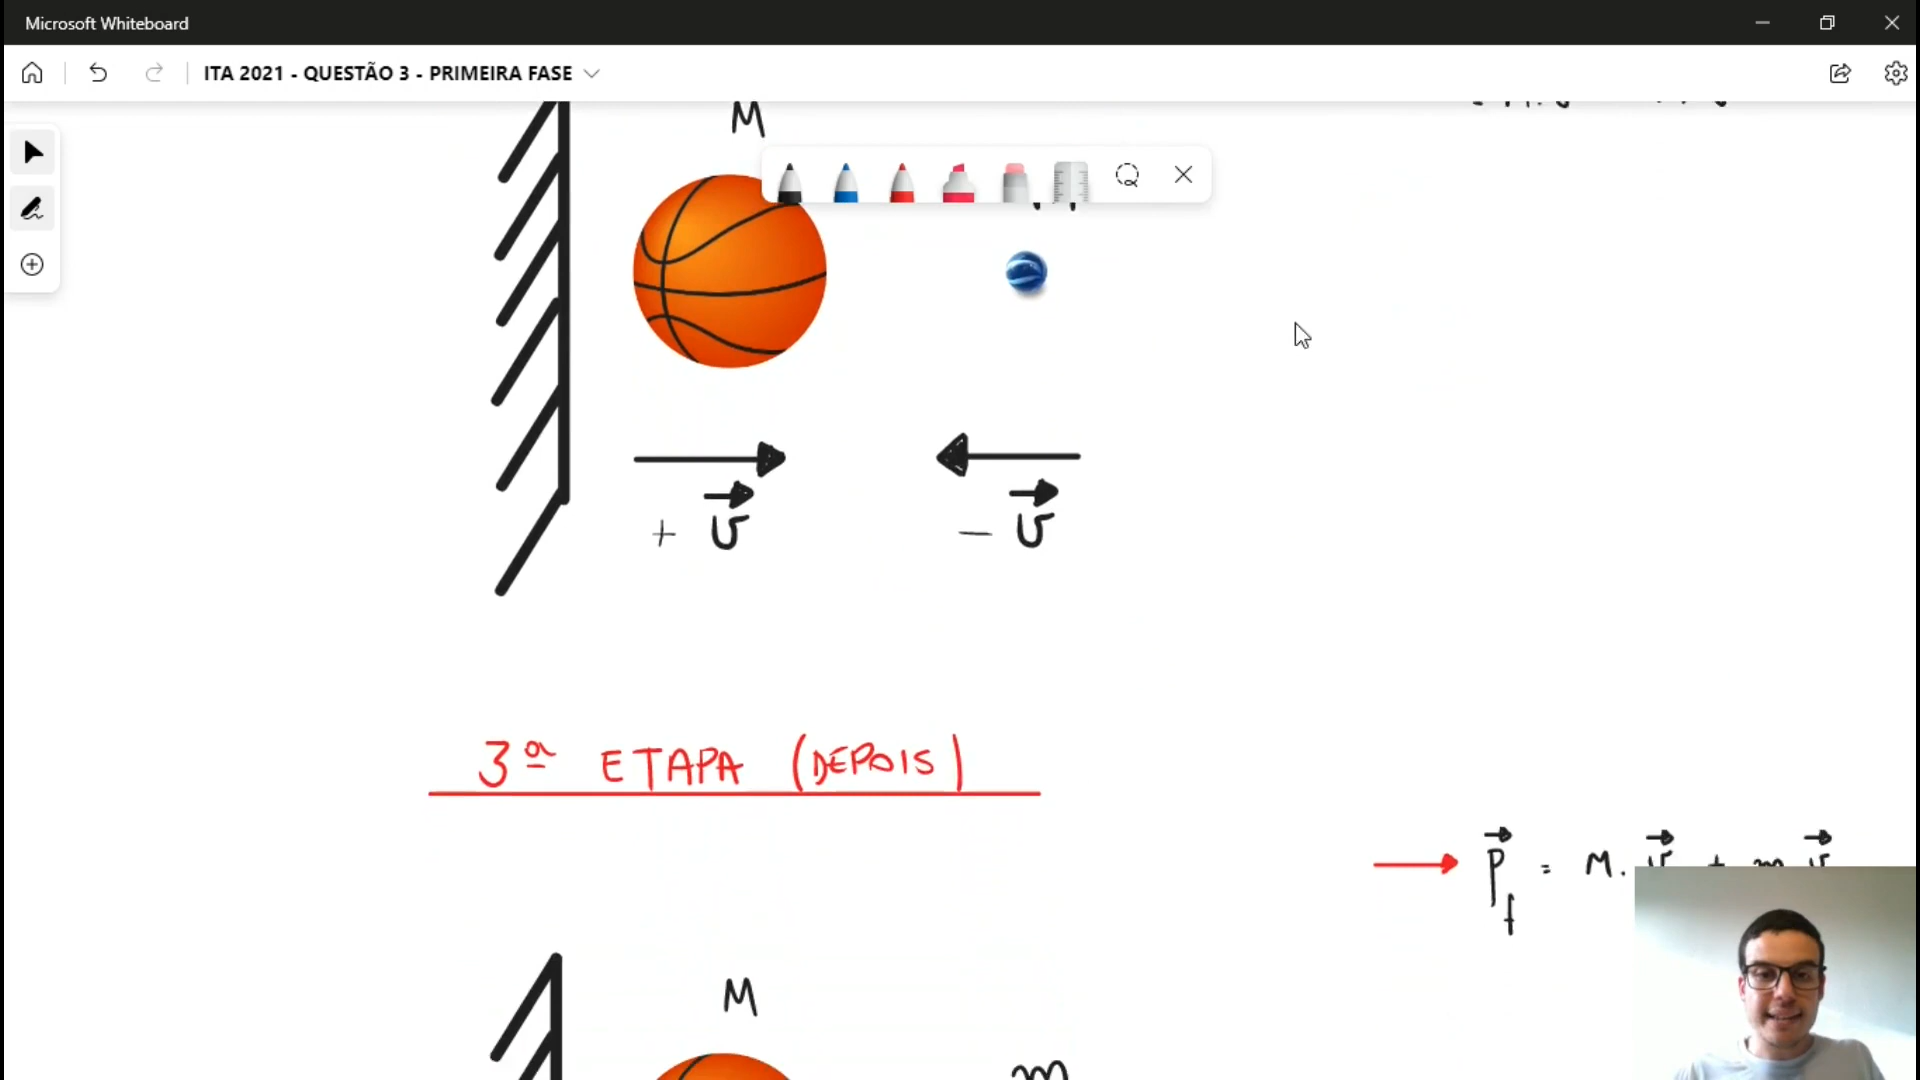 Microsoft Whiteboard
ITA 2021 - QUESTÃO 3 - PRIMEIRA FASE
M
+ v⃗
− v⃗
3ª ETAPA (DEPOIS)
P⃗f = M.
M
m